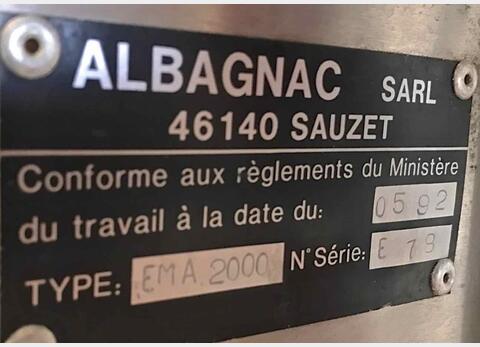 ALBAGNAC SARL
46140 SAUZET
Conforme aux règlements du Ministère
du travail à la date du: 0592
TYPE: EMA.2000 N° Série: E 79